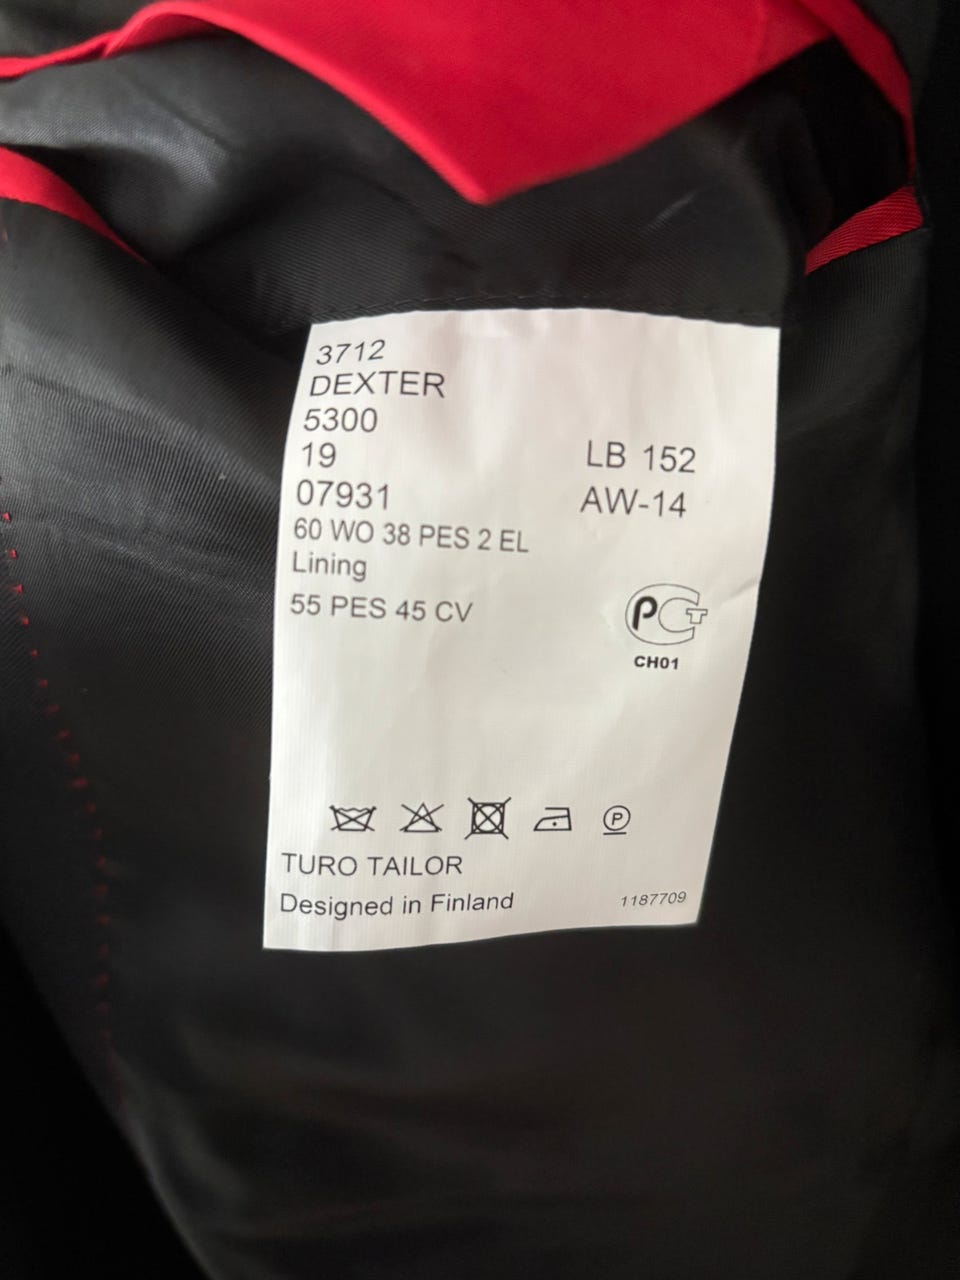 3712
DEXTER
5300
19
LB 152
07931
AW-14
60 WO 38 PES 2 EL
Lining
55 PES 45 CV
РСТ
CH01
P
TURO TAILOR
Designed in Finland
1187709